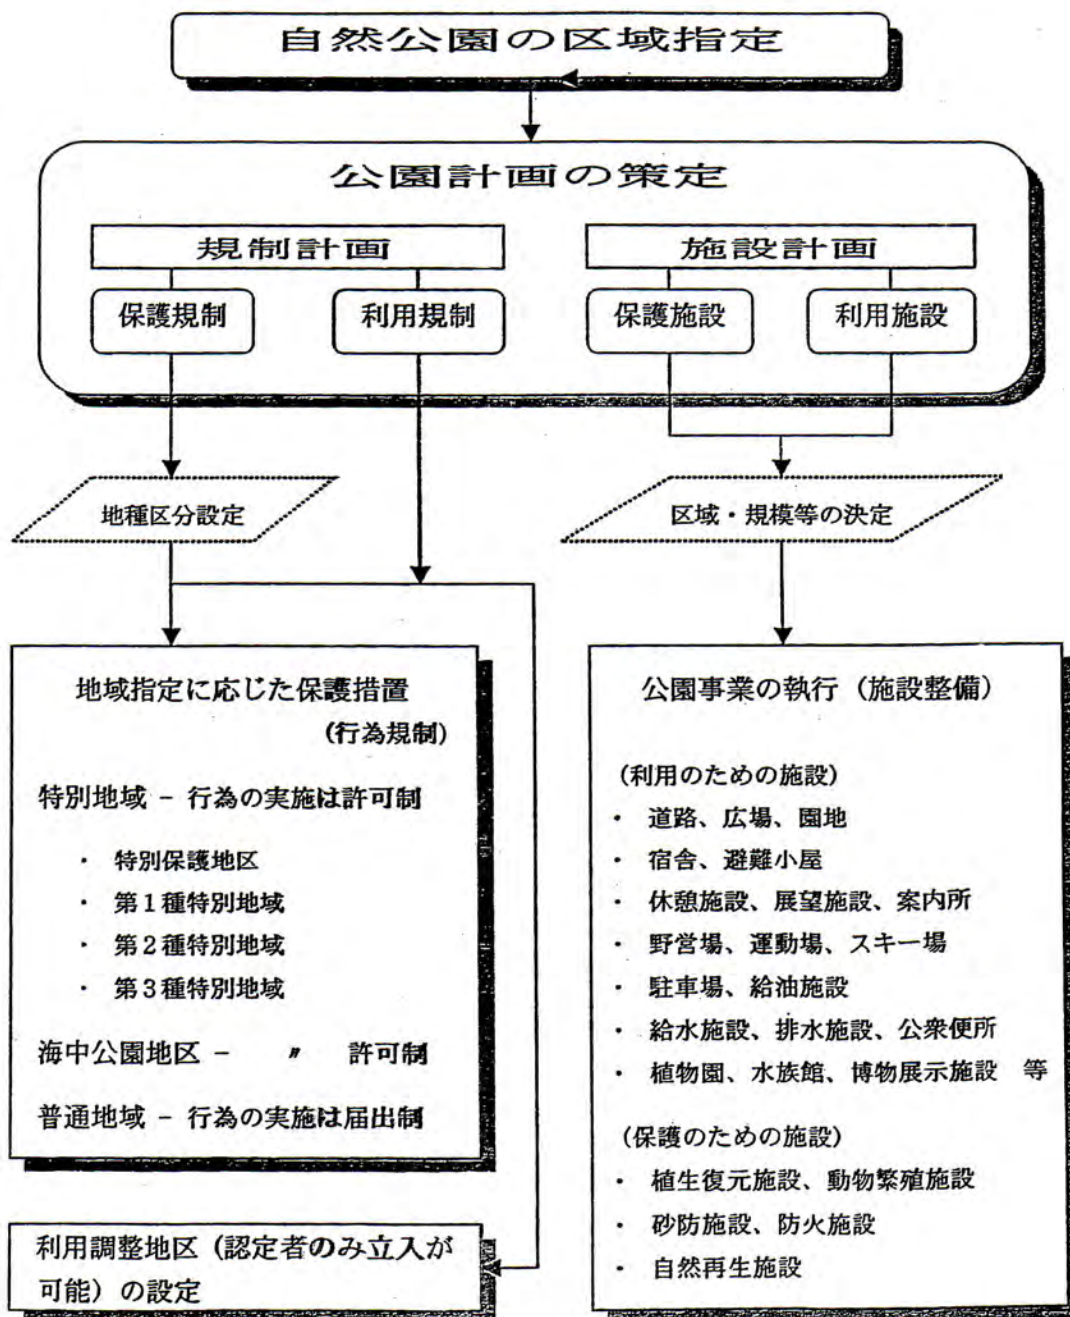 自然公園の区域指定
公園計画の策定
規制計画
施設計画
保護規制
利用規制
保護施設
利用施設
地種区分設定
区域・規模等の決定
地域指定に応じた保護措置
(行為規制)
特別地域 − 行為の実施は許可制
・ 特別保護地区
・ 第1種特別地域
・ 第2種特別地域
・ 第3種特別地域
海中公園地区 − 〃 許可制
普通地域 − 行為の実施は届出制
利用調整地区(認定者のみ立入が
可能)の設定
公園事業の執行(施設整備)
(利用のための施設)
・ 道路、広場、園地
・ 宿舎、避難小屋
・ 休憩施設、展望施設、案内所
・ 野営場、運動場、スキー場
・ 駐車場、給油施設
・ 給水施設、排水施設、公衆便所
・ 植物園、水族館、博物展示施設 等
(保護のための施設)
・ 植生復元施設、動物繁殖施設
・ 砂防施設、防火施設
・ 自然再生施設